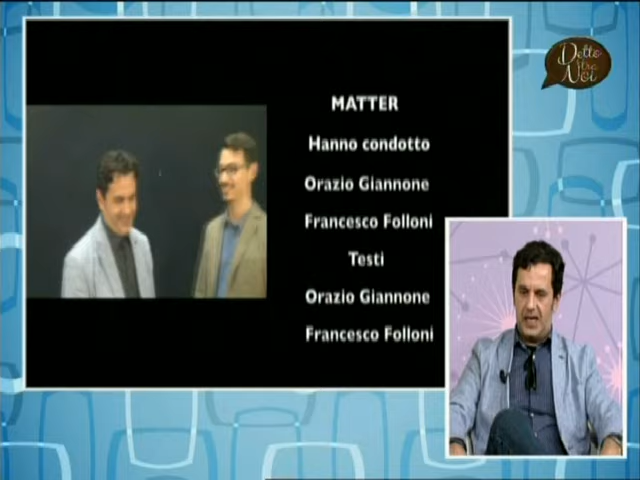 Detto
tra
Noi
MATTER
Hanno condotto
Orazio Giannone
Francesco Folloni
Testi
Orazio Giannone
Francesco Folloni